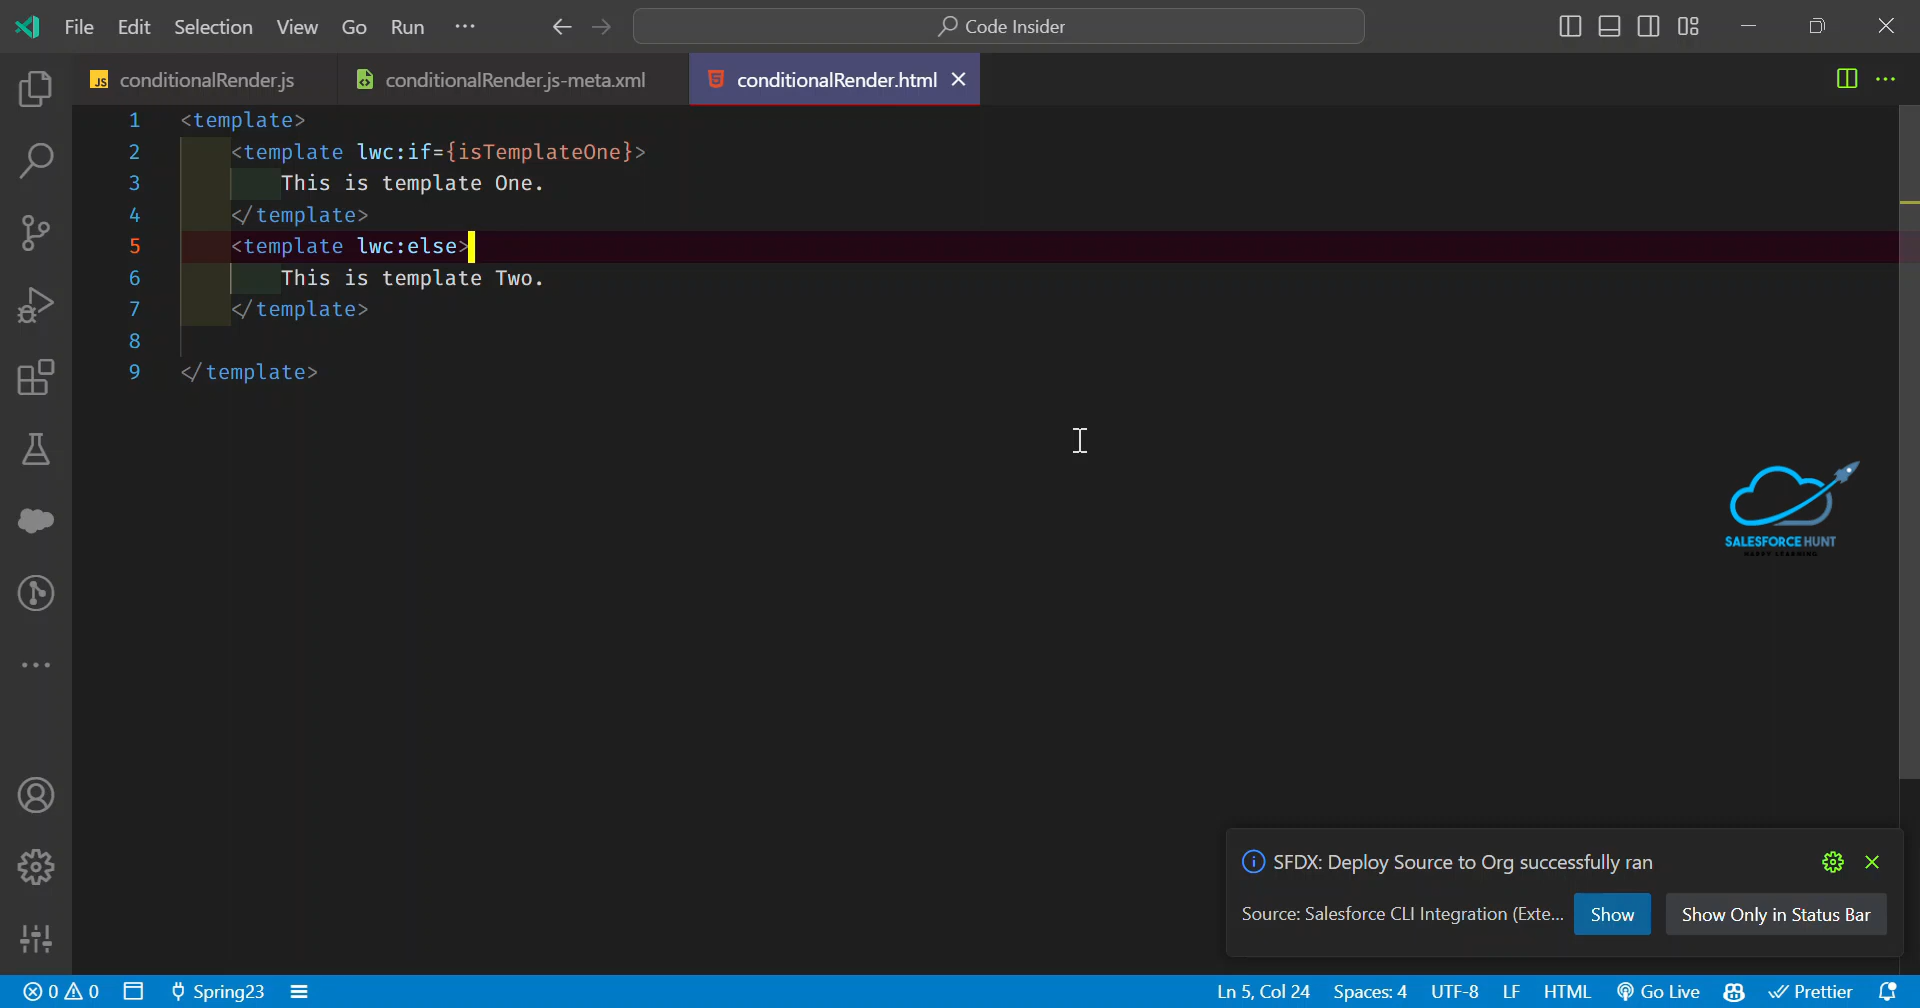 File Edit Selection View Go Run ··· Code Insider
JS conditionalRender.js conditionalRender.js-meta.xml conditionalRender.html
1 <template>
2 <template lwc:if={isTemplateOne}>
3 This is template One.
4 </template>
5 <template lwc:else>
6 This is template Two.
7 </template>
8
9 </template>
SALESFORCE HUNT
SFDX: Deploy Source to Org successfully ran
Source: Salesforce CLI Integration (Exte... Show Show Only in Status Bar
0 0 Spring23 Ln 5, Col 24 Spaces: 4 UTF-8 LF HTML Go Live Prettier